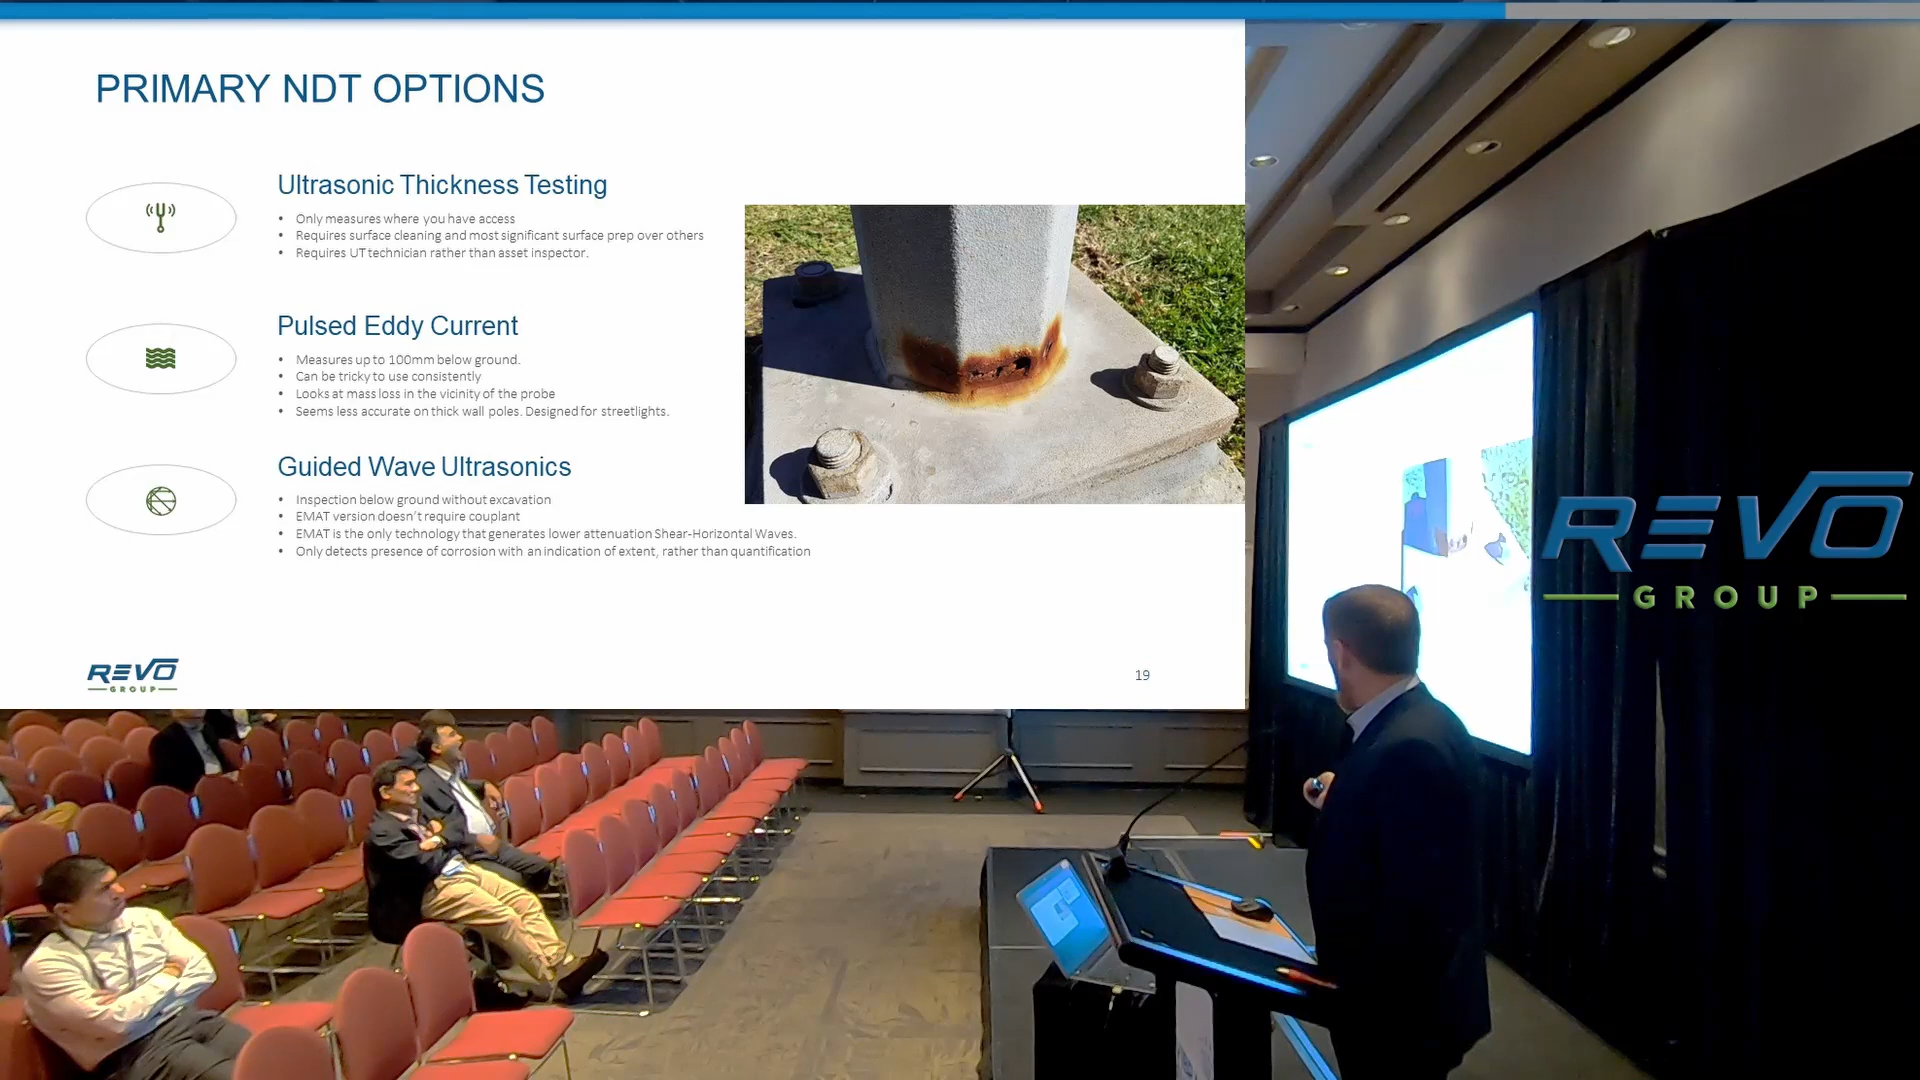 PRIMARY NDT OPTIONS
Ultrasonic Thickness Testing
• Only measures where you have access
• Requires surface cleaning and most significant surface prep over others
• Requires UT technician rather than asset inspector.
Pulsed Eddy Current
• Measures up to 100mm below ground.
• Can be tricky to use consistently
• Looks at mass loss in the vicinity of the probe
• Seems less accurate on thick wall poles. Designed for streetlights.
Guided Wave Ultrasonics
• Inspection below ground without excavation
• EMAT version doesn't require couplant
• EMAT is the only technology that generates lower attenuation Shear-Horizontal Waves.
• Only detects presence of corrosion with an indication of extent, rather than quantification
REVO
GROUP
19
REVO
GROUP